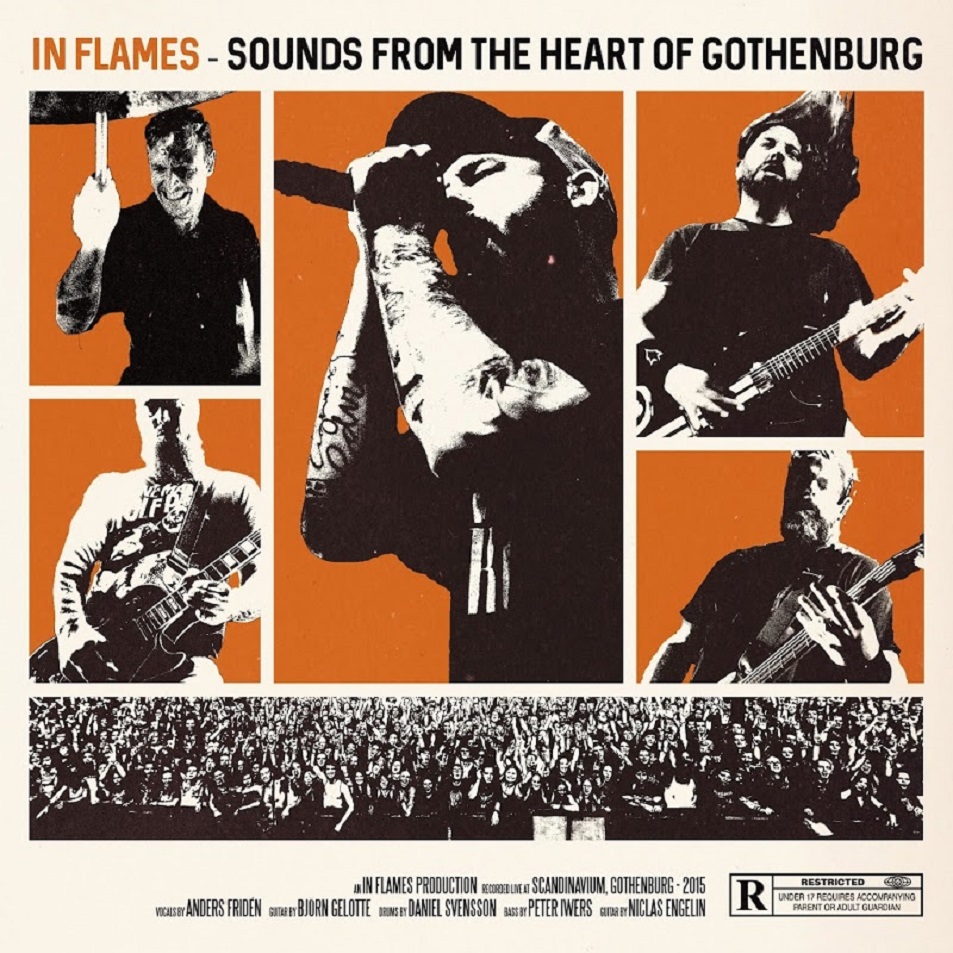 IN FLAMES - SOUNDS FROM THE HEART OF GOTHENBURG
AN IN FLAMES PRODUCTION RECORDED LIVE AT SCANDINAVIUM, GOTHENBURG · 2015
VOCALS BY ANDERS FRIDÉN GUITAR BY BJORN GELOTTE DRUMS BY DANIEL SVENSSON BASS BY PETER IWERS GUITAR BY NICLAS ENGELIN
R
RESTRICTED
UNDER 17 REQUIRES ACCOMPANYING
PARENT OR ADULT GUARDIAN